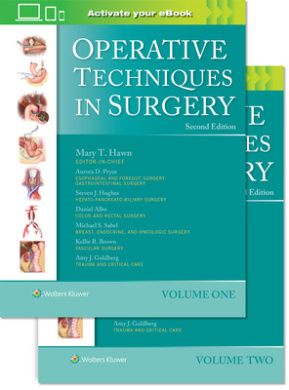 Activate your eBook
OPERATIVE
TECHNIQUES
IN SURGERY
Second Edition
Mary T. Hawn
EDITOR-IN-CHIEF
Aurora D. Pryor
ESOPHAGEAL AND FOREGUT SURGERY
GASTROINTESTINAL SURGERY
Steven J. Hughes
HEPATO-PANCREATO-BILIARY SURGERY
Daniel Albo
COLON AND RECTAL SURGERY
Michael S. Sabel
BREAST, ENDOCRINE, AND ONCOLOGIC SURGERY
Kellie R. Brown
VASCULAR SURGERY
Amy J. Goldberg
TRAUMA AND CRITICAL CARE
Wolters Kluwer
VOLUME ONE
E
ES
RY
Edition
Amy J. Goldberg
TRAUMA AND CRITICAL CARE
Wolters Kluwer
VOLUME TWO